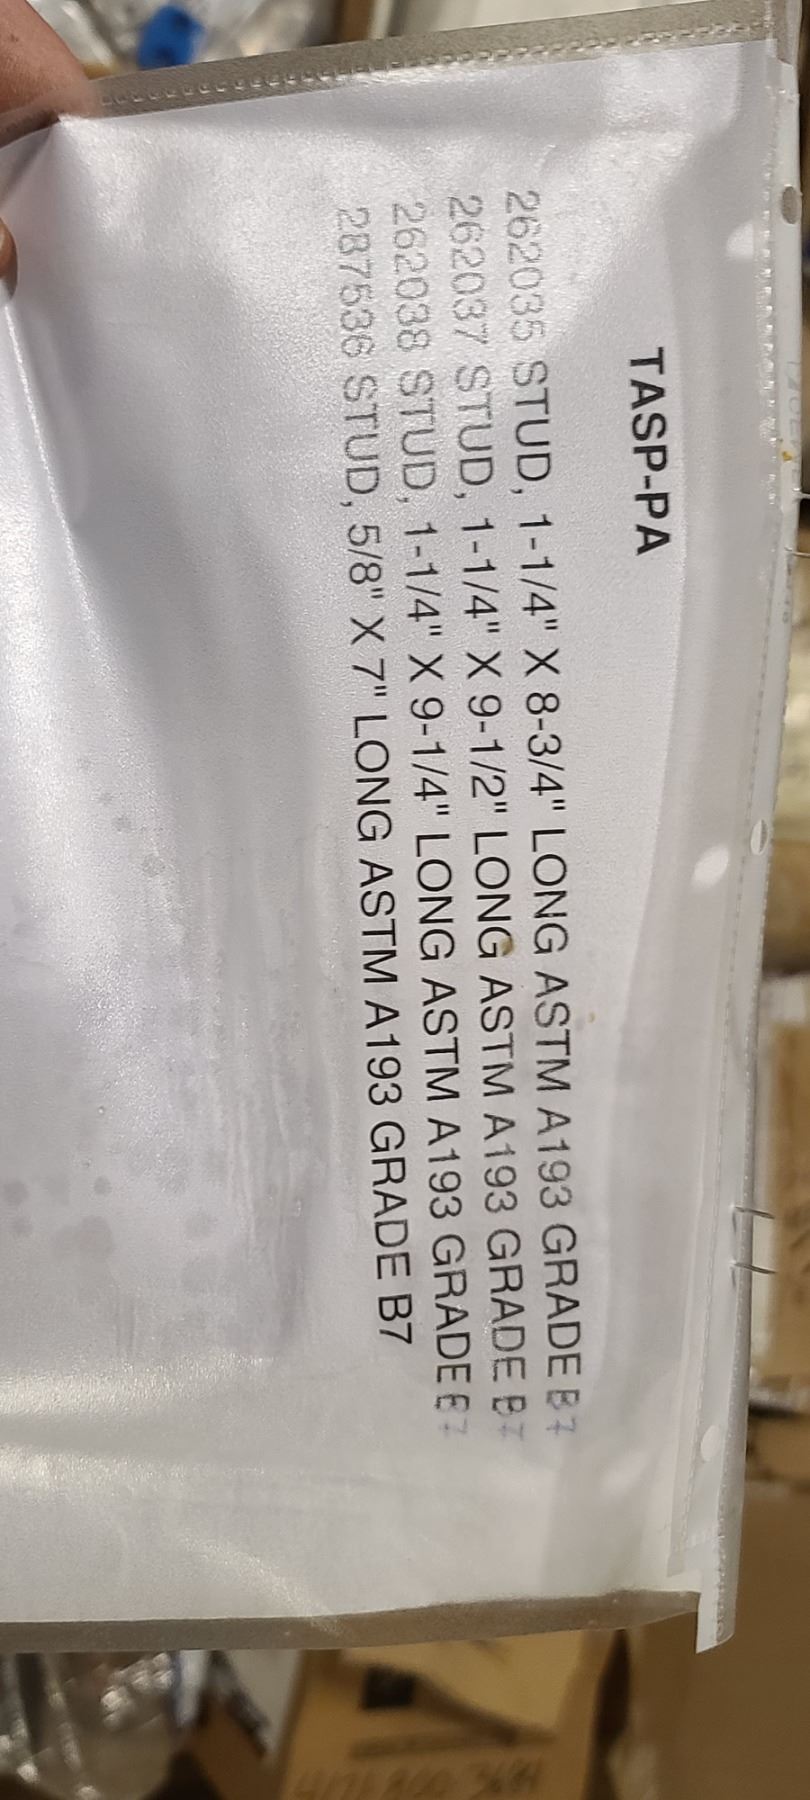 TASP-PA
262035 STUD, 1-1/4" X 8-3/4" LONG ASTM A193 GRADE B7
262037 STUD, 1-1/4" X 9-1/2" LONG ASTM A193 GRADE B7
262038 STUD, 1-1/4" X 9-1/4" LONG ASTM A193 GRADE B7
287536 STUD, 5/8" X 7" LONG ASTM A193 GRADE B7